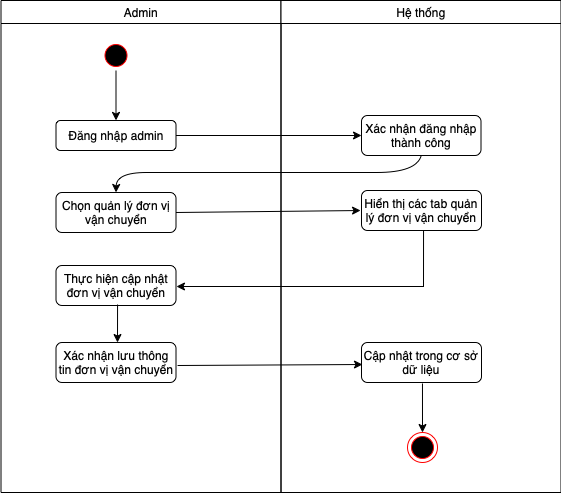 Admin
Hệ thống
Đăng nhập admin
Xác nhận đăng nhập
thành công
Chọn quản lý đơn vị
vận chuyển
Hiển thị các tab quản
lý đơn vị vận chuyển
Thực hiện cập nhật
đơn vị vận chuyển
Xác nhận lưu thông
tin đơn vị vận chuyển
Cập nhật trong cơ sở
dữ liệu